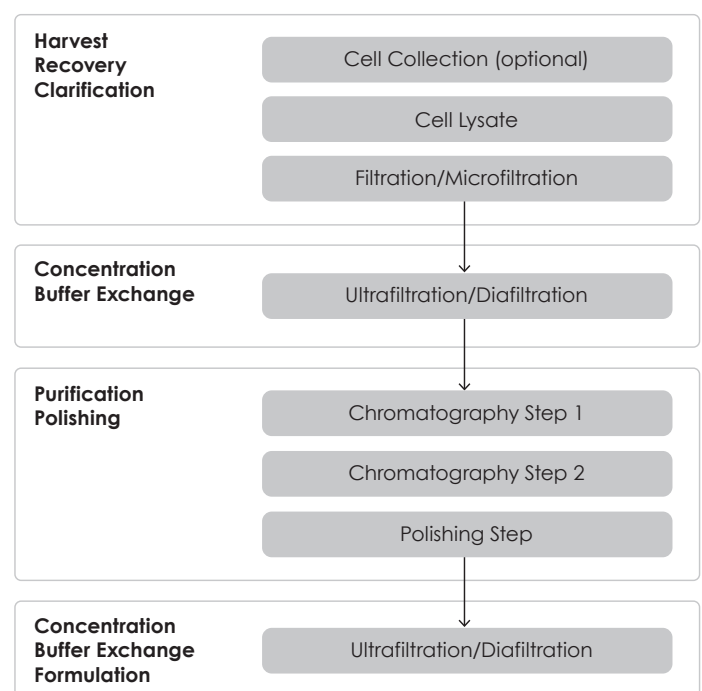 Harvest
Recovery
Clarification
Cell Collection (optional)
Cell Lysate
Filtration/Microfiltration
Concentration
Buffer Exchange
Ultrafiltration/Diafiltration
Purification
Polishing
Chromatography Step 1
Chromatography Step 2
Polishing Step
Concentration
Buffer Exchange
Formulation
Ultrafiltration/Diafiltration